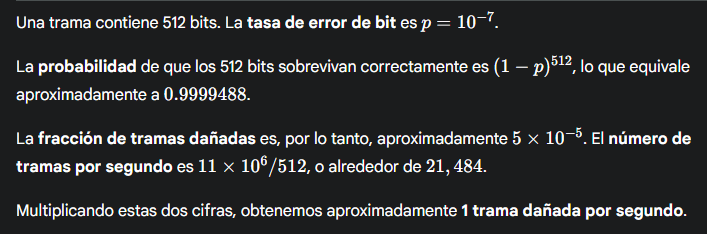 Una trama contiene 512 bits. La tasa de error de bit es p = 10⁻⁷.
La probabilidad de que los 512 bits sobrevivan correctamente es (1 − p)⁵¹², lo que equivale
aproximadamente a 0.9999488.
La fracción de tramas dañadas es, por lo tanto, aproximadamente 5 × 10⁻⁵. El número de
tramas por segundo es 11 × 10⁶/512, o alrededor de 21, 484.
Multiplicando estas dos cifras, obtenemos aproximadamente 1 trama dañada por segundo.